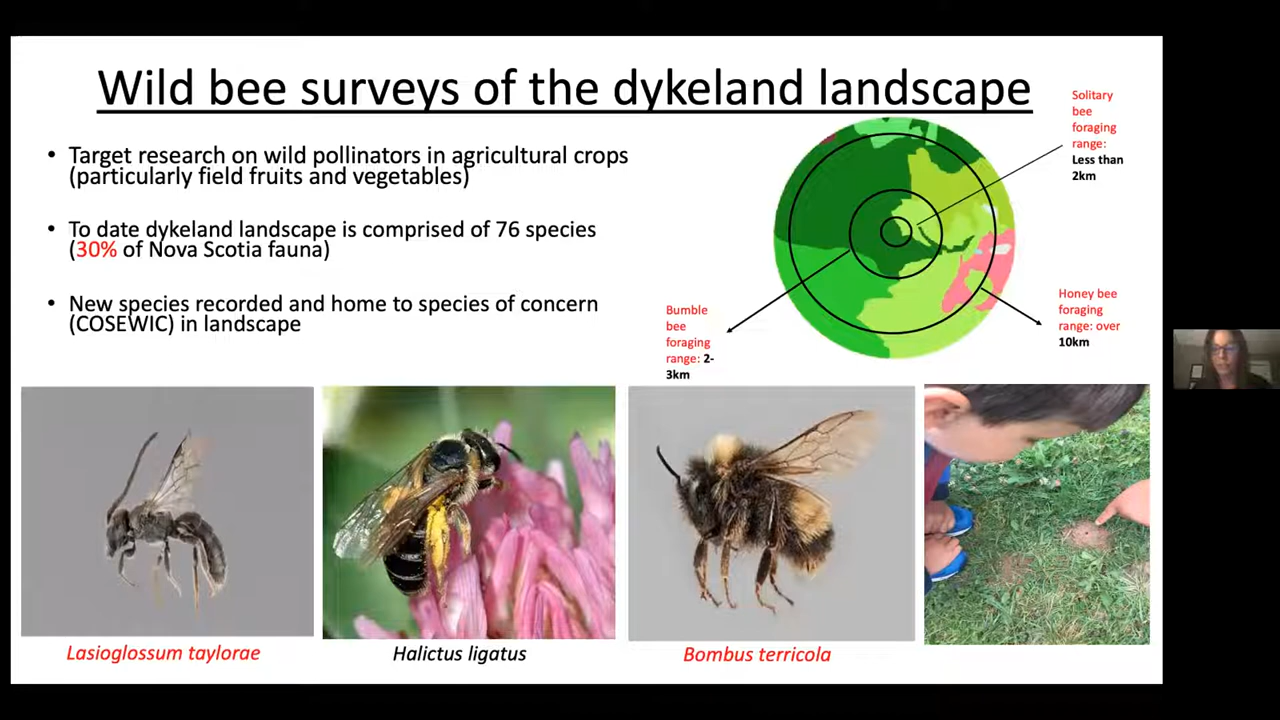 Wild bee surveys of the dykeland landscape
• Target research on wild pollinators in agricultural crops
(particularly field fruits and vegetables)
• To date dykeland landscape is comprised of 76 species
(30% of Nova Scotia fauna)
• New species recorded and home to species of concern
(COSEWIC) in landscape
Solitary
bee
foraging
range:
Less than
2km
Bumble
bee
foraging
range: 2-
3km
Honey bee
foraging
range: over
10km
Lasioglossum taylorae
Halictus ligatus
Bombus terricola